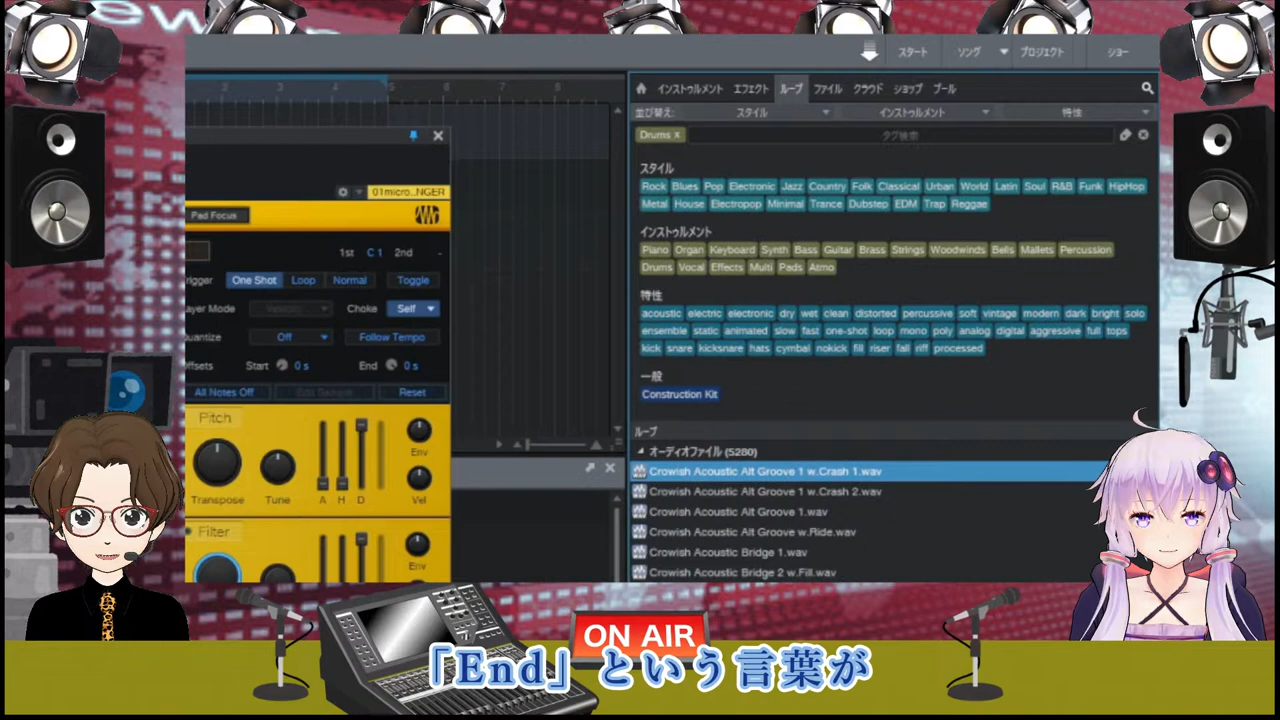 ew
スタート ソング プロジェクト ショー
2 3 4 5 6 7 8
インストゥルメント エフェクト ループ ファイル クラウド ショップ プール
並び替え: スタイル インストゥルメント 特性
Drums x タグ検索
スタイル
Rock Blues Pop Electronic Jazz Country Folk Classical Urban World Latin Soul R&B Funk HipHop
Metal House Electropop Minimal Trance Dubstep EDM Trap Reggae
インストゥルメント
Piano Organ Keyboard Synth Bass Guitar Brass Strings Woodwinds Bells Mallets Percussion
Drums Vocal Effects Multi Pads Atmo
特性
acoustic electric electronic dry wet clean distorted percussive soft vintage modern dark bright solo
ensemble static animated slow fast one-shot loop mono poly analog digital aggressive full tops
kick snare kicksnare hats cymbal nokick fill riser fall riff processed
一般
Construction Kit
ループ
オーディオファイル (5280)
Crowish Acoustic Alt Groove 1 w.Crash 1.wav
Crowish Acoustic Alt Groove 1 w.Crash 2.wav
Crowish Acoustic Alt Groove 1.wav
Crowish Acoustic Alt Groove w.Ride.wav
Crowish Acoustic Bridge 1.wav
Crowish Acoustic Bridge 2 w.Fill.wav
01micro...NGER
Pad Focus
1st C 1 2nd -
rigger One Shot Loop Normal Toggle
ayer Mode Velocity Choke Self
uantize Off Follow Tempo
ffsets Start 0 s End 0 s
All Notes Off Edit Sample Reset
Pitch
Env
Transpose Tune A H D Vel
Filter
Env
ON AIR
「End」という言葉が